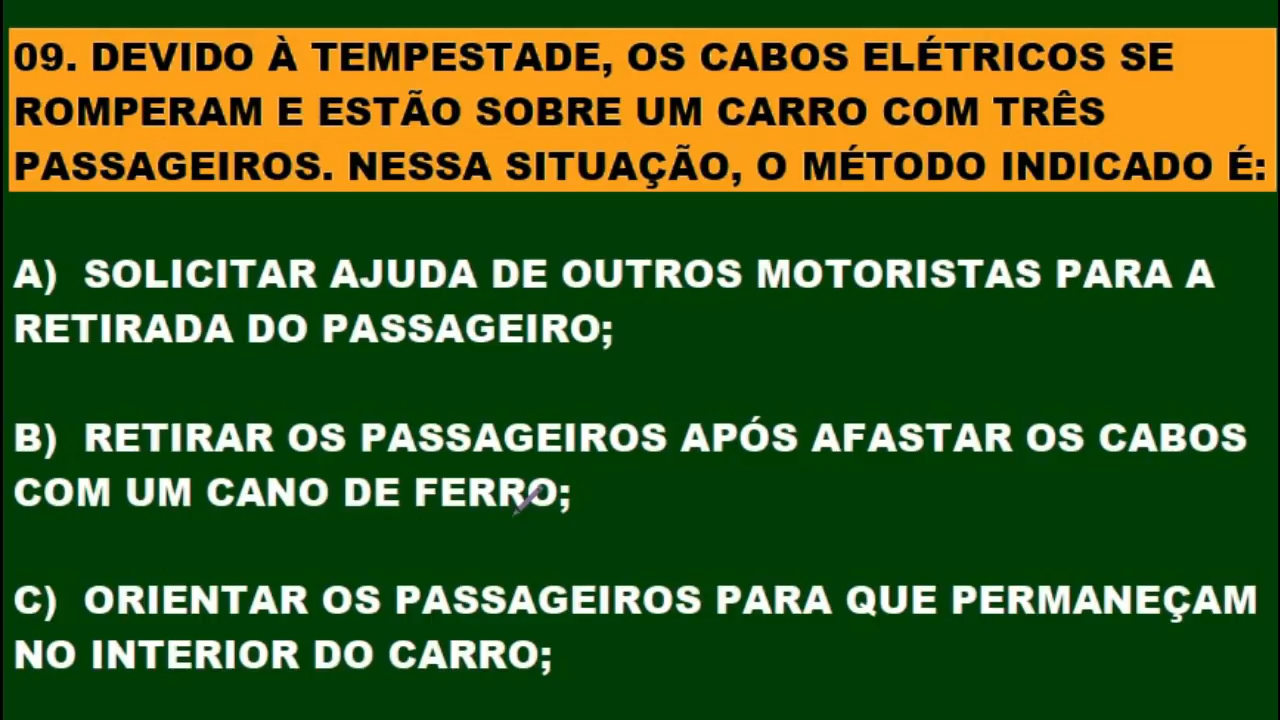 09. DEVIDO À TEMPESTADE, OS CABOS ELÉTRICOS SE
ROMPERAM E ESTÃO SOBRE UM CARRO COM TRÊS
PASSAGEIROS. NESSA SITUAÇÃO, O MÉTODO INDICADO É:
A) SOLICITAR AJUDA DE OUTROS MOTORISTAS PARA A
RETIRADA DO PASSAGEIRO;
B) RETIRAR OS PASSAGEIROS APÓS AFASTAR OS CABOS
COM UM CANO DE FERRO;
C) ORIENTAR OS PASSAGEIROS PARA QUE PERMANEÇAM
NO INTERIOR DO CARRO;